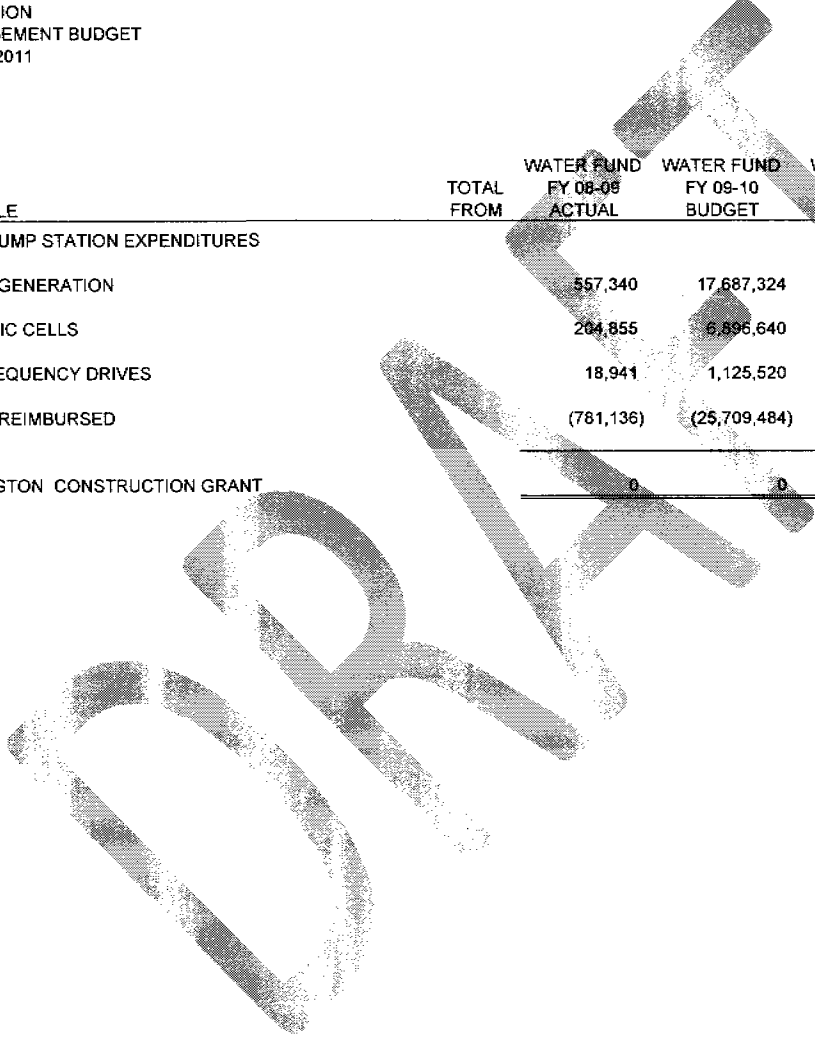 ION
EMENT BUDGET
2011
WATER FUND WATER FUND
TOTAL FY 08-09 FY 09-10
LE FROM ACTUAL BUDGET
UMP STATION EXPENDITURES
GENERATION 557,340 17,687,324
IC CELLS 204,855 6,896,640
EQUENCY DRIVES 18,941 1,125,520
REIMBURSED (781,136) (25,709,484)
STON CONSTRUCTION GRANT 0 0
DRAFT